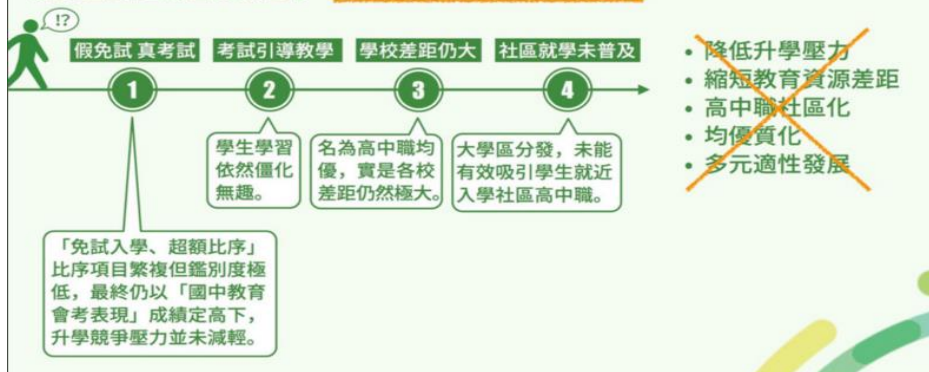 !?
假免試 真考試
考試引導教學
學校差距仍大
社區就學未普及
1
2
3
4
學生學習
依然僵化
無趣。
名為高中職均
優，實是各校
差距仍然極大。
大學區分發，未能
有效吸引學生就近
入學社區高中職。
「免試入學、超額比序」
比序項目繁複但鑑別度極
低，最終仍以「國中教育
會考表現」成績定高下，
升學競爭壓力並未減輕。
• 降低升學壓力
• 縮短教育資源差距
• 高中職社區化
• 均優質化
• 多元適性發展